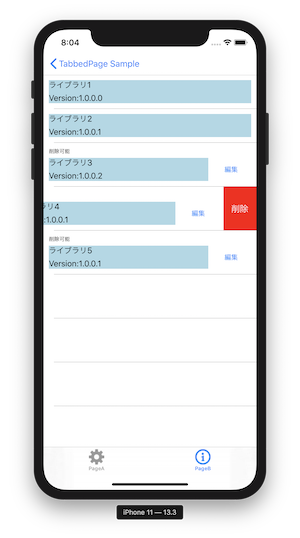 8:04
TabbedPage Sample
ライブラリ1
Version:1.0.0.0
ライブラリ2
Version:1.0.0.1
削除可能
ライブラリ3
Version:1.0.0.2
編集
ラリ4
:1.0.0.1
編集
削除
削除可能
ライブラリ5
Version:1.0.0.1
編集
PageA
PageB
iPhone 11 — 13.3